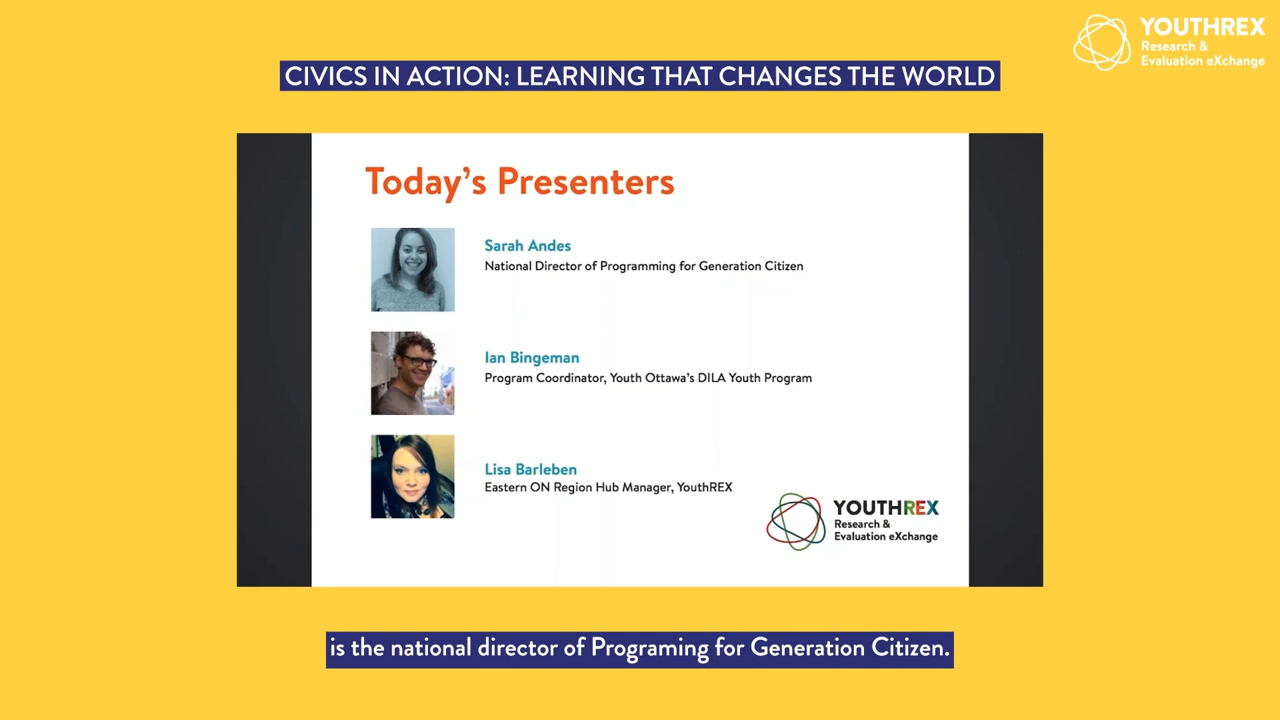 YOUTHREX
Research &
Evaluation eXchange
CIVICS IN ACTION: LEARNING THAT CHANGES THE WORLD
Today's Presenters
Sarah Andes
National Director of Programming for Generation Citizen
Ian Bingeman
Program Coordinator, Youth Ottawa's DILA Youth Program
Lisa Barleben
Eastern ON Region Hub Manager, YouthREX
YOUTHREX
Research &
Evaluation eXchange
is the national director of Programing for Generation Citizen.